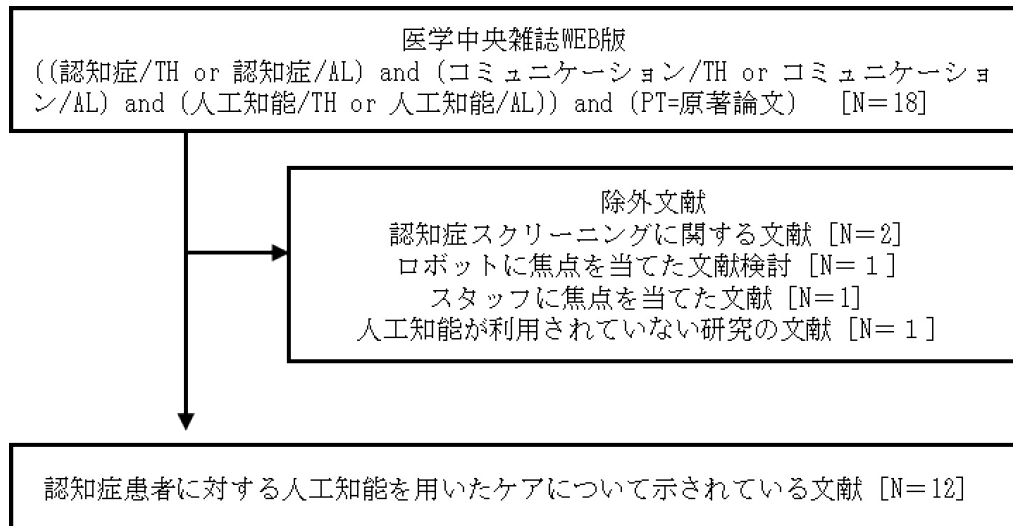 医学中央雑誌WEB版
((認知症/TH or 認知症/AL) and (コミュニケーション/TH or コミュニケーショ
ン/AL) and (人工知能/TH or 人工知能/AL)) and (PT=原著論文) [N＝18]
除外文献
認知症スクリーニングに関する文献 [N＝2]
ロボットに焦点を当てた文献検討 [N＝１]
スタッフに焦点を当てた文献 [N＝1]
人工知能が利用されていない研究の文献 [N＝１]
認知症患者に対する人工知能を用いたケアについて示されている文献 [N＝12]